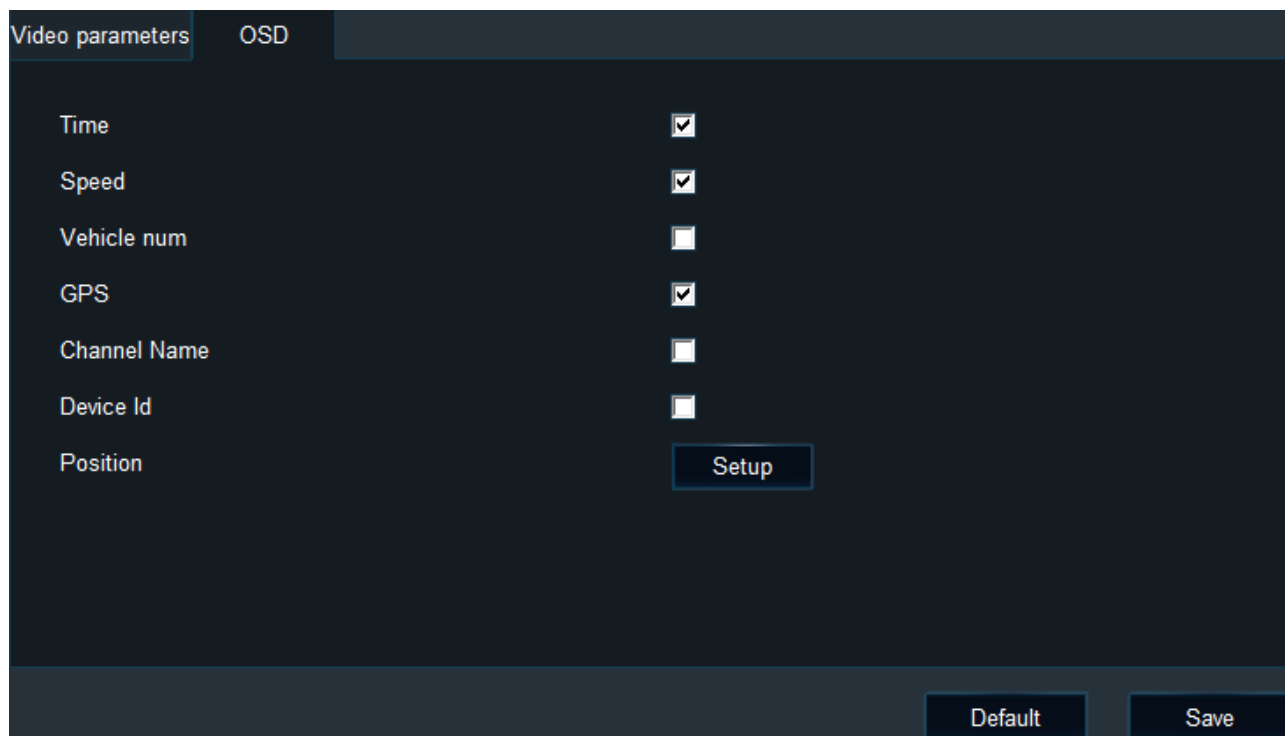 Video parameters OSD
Time
Speed
Vehicle num
GPS
Channel Name
Device Id
Position Setup
Default Save